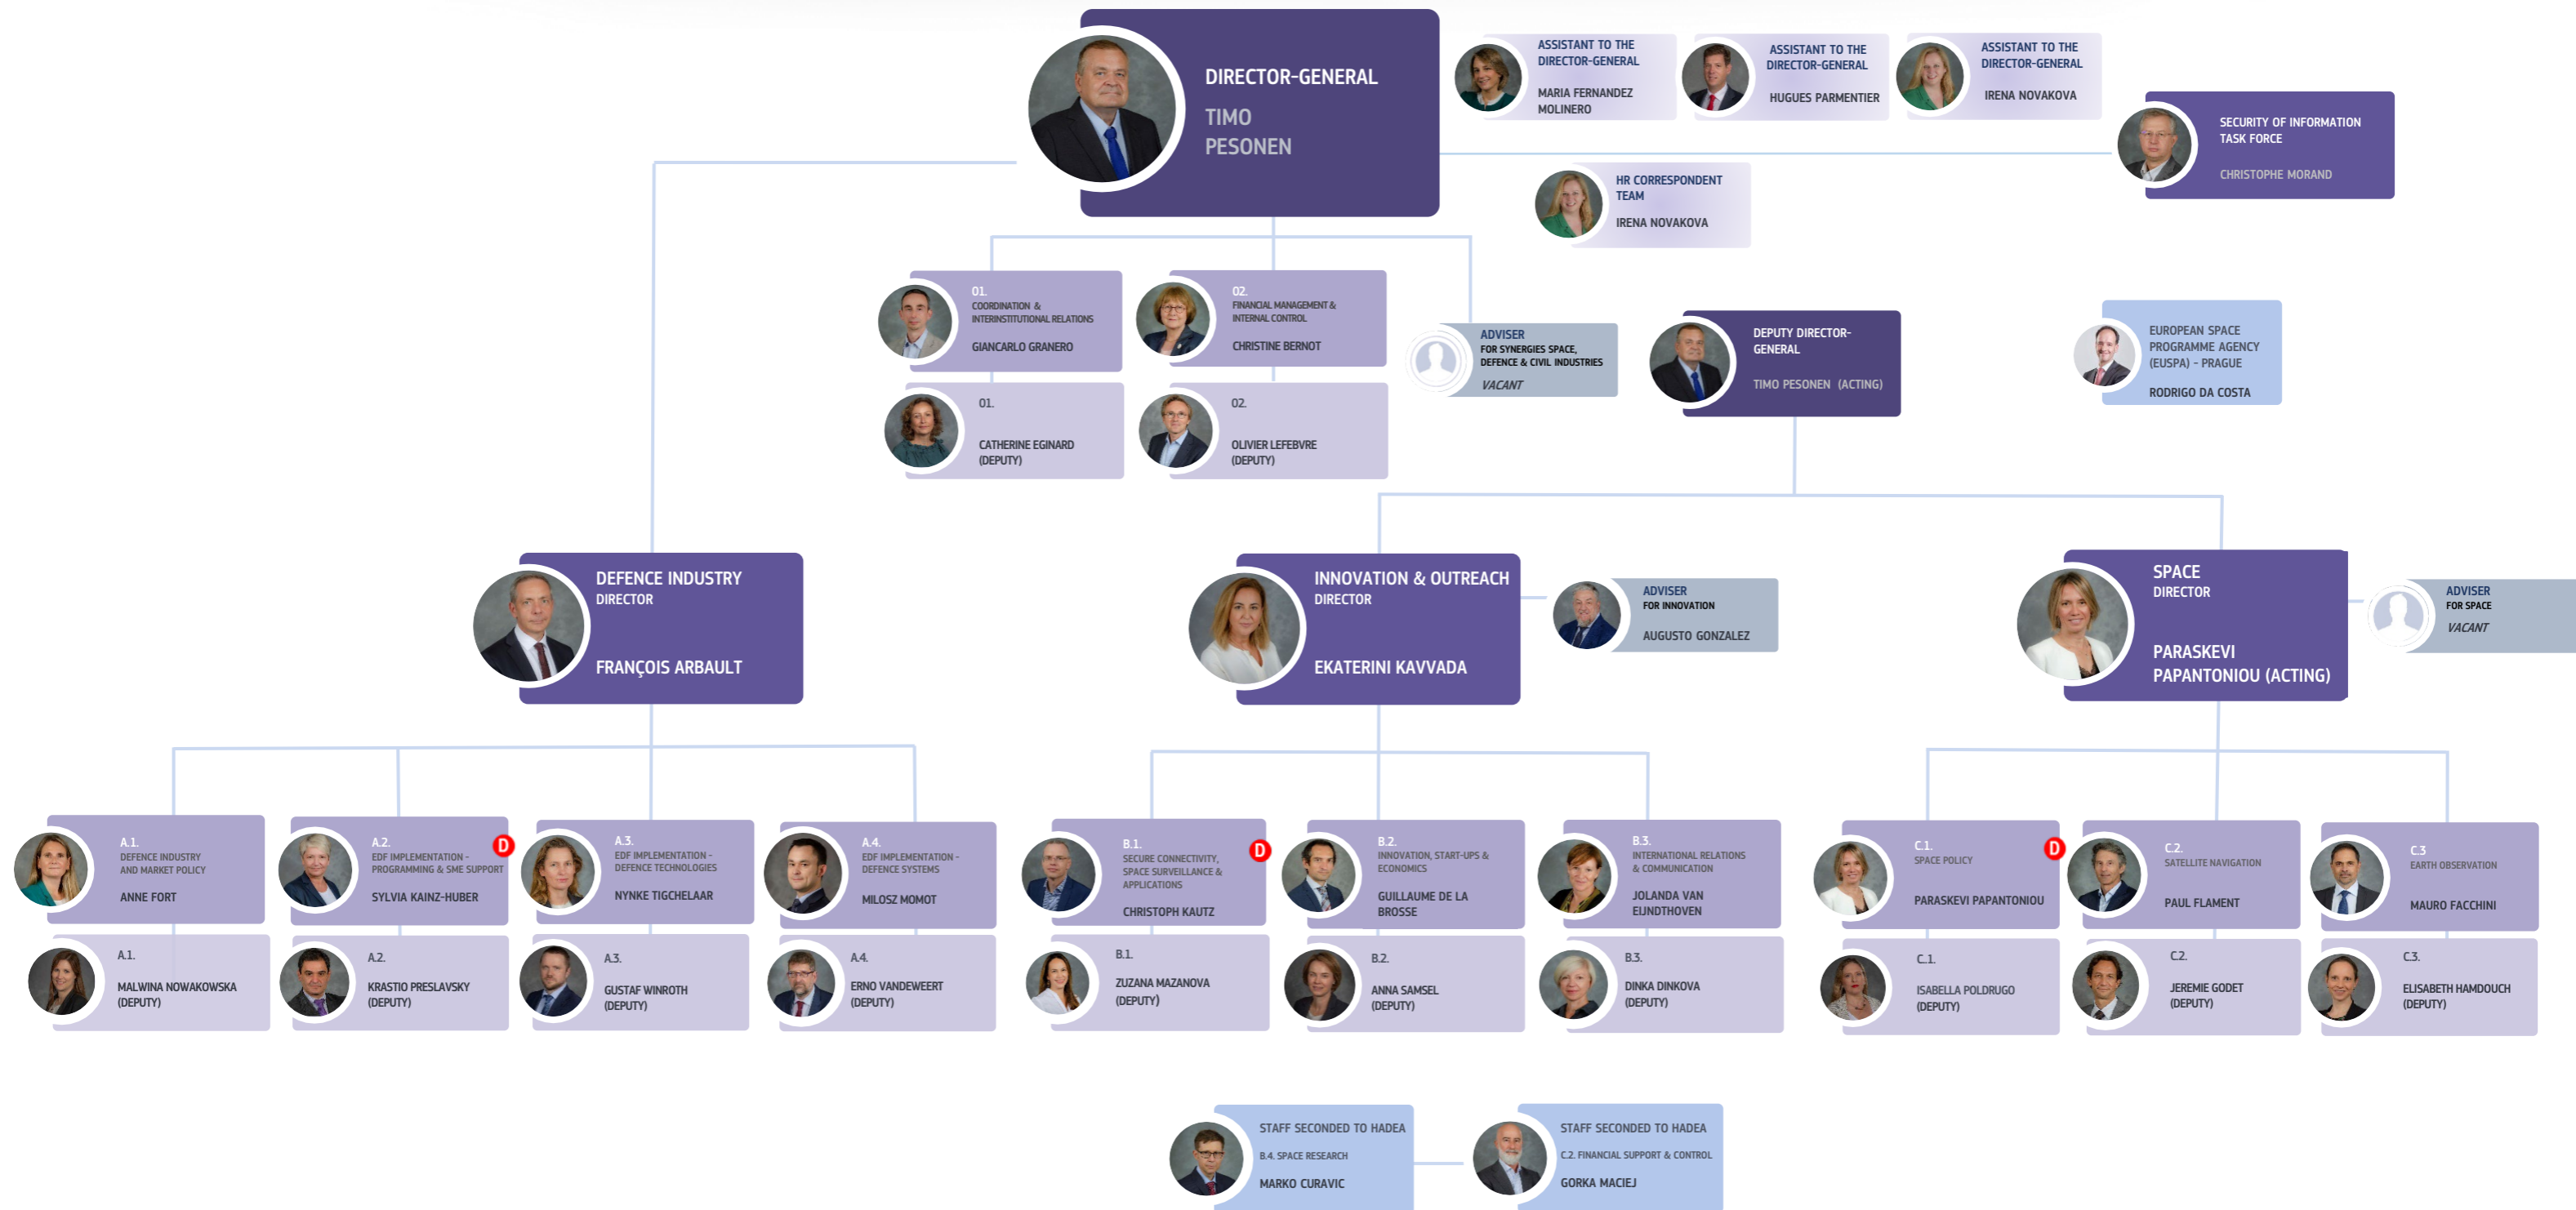 DIRECTOR-GENERAL
TIMO
PESONEN
ASSISTANT TO THE
DIRECTOR-GENERAL
MARIA FERNANDEZ
MOLINERO
ASSISTANT TO THE
DIRECTOR-GENERAL
HUGUES PARMENTIER
ASSISTANT TO THE
DIRECTOR-GENERAL
IRENA NOVAKOVA
SECURITY OF INFORMATION
TASK FORCE
CHRISTOPHE MORAND
HR CORRESPONDENT
TEAM
IRENA NOVAKOVA
01.
COORDINATION &
INTERINSTITUTIONAL RELATIONS
GIANCARLO GRANERO
02.
FINANCIAL MANAGEMENT &
INTERNAL CONTROL
CHRISTINE BERNOT
ADVISER
FOR SYNERGIES SPACE,
DEFENCE & CIVIL INDUSTRIES
VACANT
DEPUTY DIRECTOR-
GENERAL
TIMO PESONEN (ACTING)
EUROPEAN SPACE
PROGRAMME AGENCY
(EUSPA) - PRAGUE
RODRIGO DA COSTA
01.
CATHERINE EGINARD
(DEPUTY)
02.
OLIVIER LEFEBVRE
(DEPUTY)
DEFENCE INDUSTRY
DIRECTOR
FRANÇOIS ARBAULT
INNOVATION & OUTREACH
DIRECTOR
EKATERINI KAVVADA
ADVISER
FOR INNOVATION
AUGUSTO GONZALEZ
SPACE
DIRECTOR
PARASKEVI
PAPANTONIOU (ACTING)
ADVISER
FOR SPACE
VACANT
A.1.
DEFENCE INDUSTRY
AND MARKET POLICY
ANNE FORT
A.2.
EDF IMPLEMENTATION -
PROGRAMMING & SME SUPPORT
SYLVIA KAINZ-HUBER
D
A.3.
EDF IMPLEMENTATION -
DEFENCE TECHNOLOGIES
NYNKE TIGCHELAAR
A.4.
EDF IMPLEMENTATION -
DEFENCE SYSTEMS
MILOSZ MOMOT
B.1.
SECURE CONNECTIVITY,
SPACE SURVEILLANCE &
APPLICATIONS
CHRISTOPH KAUTZ
D
B.2.
INNOVATION, START-UPS &
ECONOMICS
GUILLAUME DE LA
BROSSE
B.3.
INTERNATIONAL RELATIONS
& COMMUNICATION
JOLANDA VAN
EIJNDTHOVEN
C.1.
SPACE POLICY
PARASKEVI PAPANTONIOU
D
C.2.
SATELLITE NAVIGATION
PAUL FLAMENT
C.3
EARTH OBSERVATION
MAURO FACCHINI
A.1.
MALWINA NOWAKOWSKA
(DEPUTY)
A.2.
KRASTIO PRESLAVSKY
(DEPUTY)
A.3.
GUSTAF WINROTH
(DEPUTY)
A.4.
ERNO VANDEWEERT
(DEPUTY)
B.1.
ZUZANA MAZANOVA
(DEPUTY)
B.2.
ANNA SAMSEL
(DEPUTY)
B.3.
DINKA DINKOVA
(DEPUTY)
C.1.
ISABELLA POLDRUGO
(DEPUTY)
C.2.
JEREMIE GODET
(DEPUTY)
C.3.
ELISABETH HAMDOUCH
(DEPUTY)
STAFF SECONDED TO HADEA
B.4. SPACE RESEARCH
MARKO CURAVIC
STAFF SECONDED TO HADEA
C.2. FINANCIAL SUPPORT & CONTROL
GORKA MACIEJ